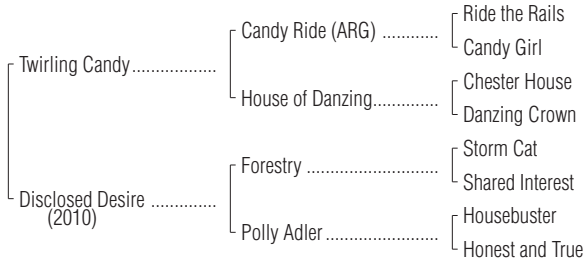 Ride the Rails
Candy Ride (ARG) ............
Candy Girl
Twirling Candy..................
Chester House
House of Danzing..............
Danzing Crown
Storm Cat
Forestry ............................
Shared Interest
Disclosed Desire ..............
(2010)
Housebuster
Polly Adler........................
Honest and True